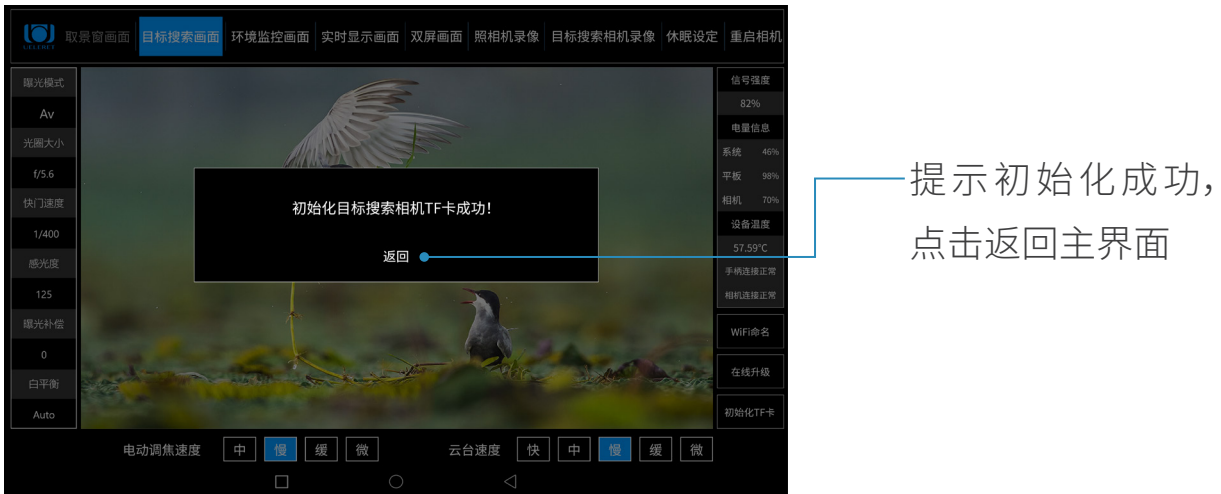 CELERET
取景窗画面 目标搜索画面 环境监控画面 实时显示画面 双屏画面 照相机录像 目标搜索相机录像 休眠设定 重启相机
曝光模式
Av
光圈大小
f/5.6
快门速度
1/400
感光度
125
曝光补偿
0
白平衡
Auto
初始化目标搜索相机TF卡成功！
返回
信号强度
82%
电量信息
系统 46%
平板 98%
相机 70%
设备温度
57.59°C
手柄连接正常
相机连接正常
WiFi命名
在线升级
初始化TF卡
电动调焦速度 中 慢 缓 微 云台速度 快 中 慢 缓 微
提示初始化成功，
点击返回主界面